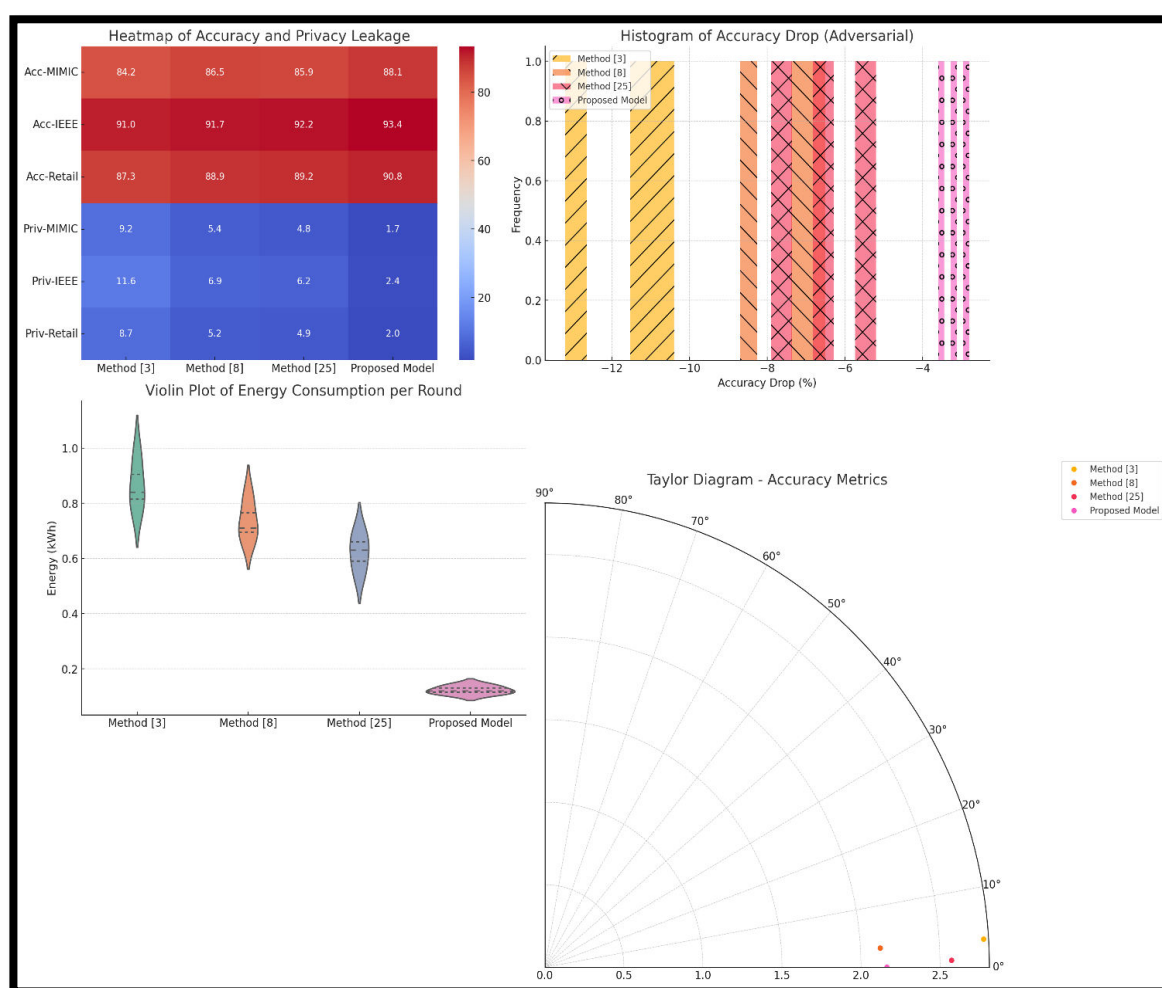 Heatmap of Accuracy and Privacy Leakage
Acc-MIMIC 84.2 86.5 85.9 88.1
Acc-IEEE 91.0 91.7 92.2 93.4
Acc-Retail 87.3 88.9 89.2 90.8
Priv-MIMIC 9.2 5.4 4.8 1.7
Priv-IEEE 11.6 6.9 6.2 2.4
Priv-Retail 8.7 5.2 4.9 2.0
Method [3] Method [8] Method [25] Proposed Model
80
60
40
20
Histogram of Accuracy Drop (Adversarial)
Method [3]
Method [8]
Method [25]
Proposed Model
Frequency
1.0
0.8
0.6
0.4
0.2
0.0
−12 −10 −8 −6 −4
Accuracy Drop (%)
Violin Plot of Energy Consumption per Round
Energy (kWh)
1.0
0.8
0.6
0.4
0.2
Method [3] Method [8] Method [25] Proposed Model
Taylor Diagram - Accuracy Metrics
Method [3]
Method [8]
Method [25]
Proposed Model
90°
80°
70°
60°
50°
40°
30°
20°
10°
0°
0.0 0.5 1.0 1.5 2.0 2.5